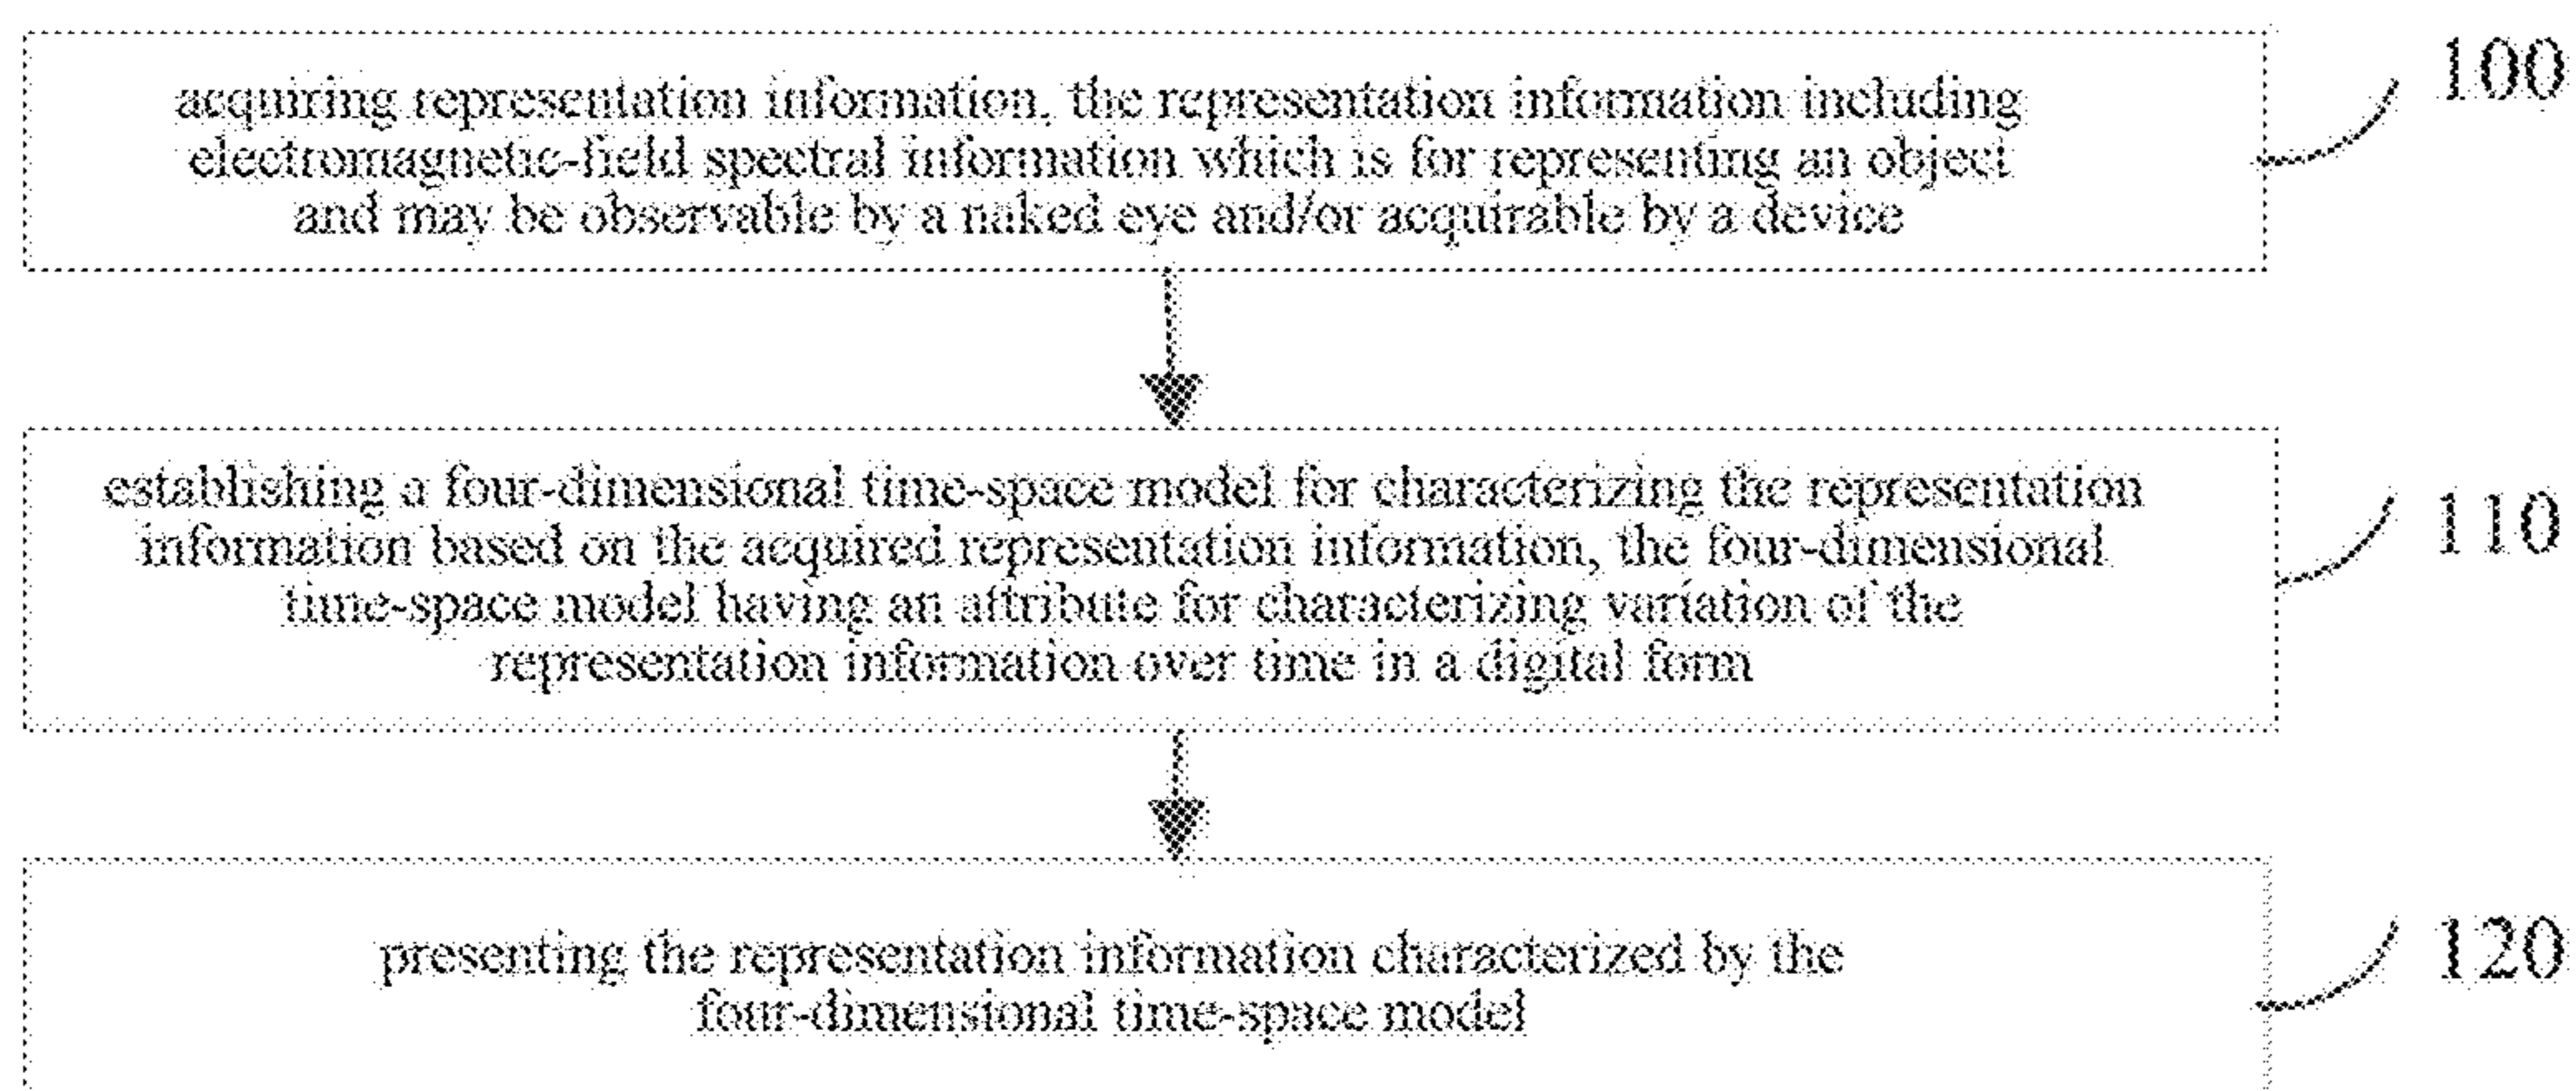 acquiring representation information, the representation information including
100
electromagnetic-field spectral information which is for representing an object
and may be observable by a naked eye and/or acquirable by a device
establishing a four-dimensional time-space model for characterizing the representation
110
information based on the acquired representation information, the four-dimensional
time-space model having an attribute for characterizing variation of the
representation information over time in a digital form
presenting the representation information characterized by the
120
four-dimensional time-space model